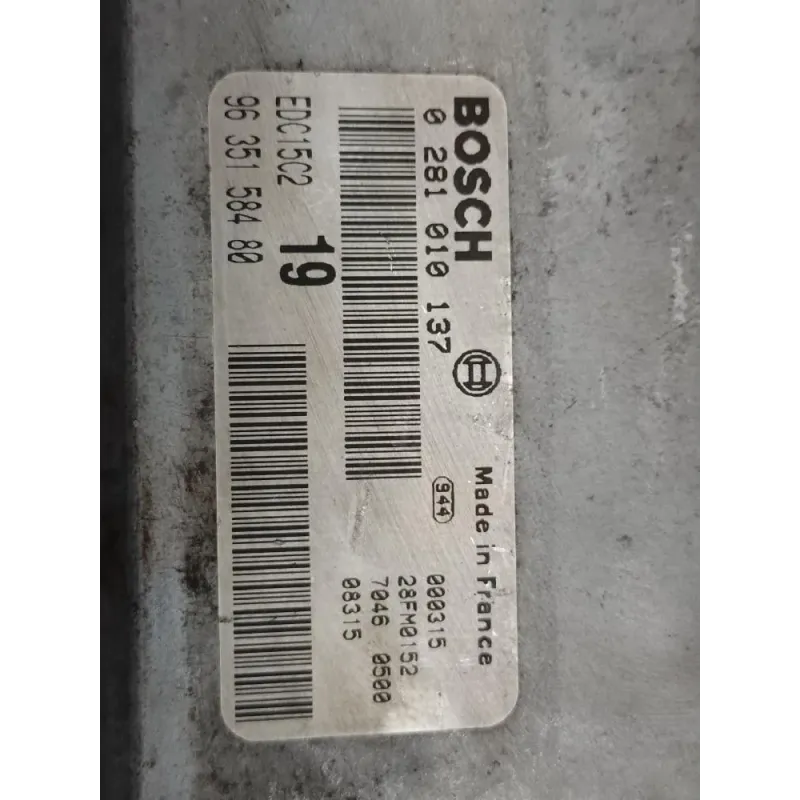 BOSCH
Made in France
0 281 010 137
944
000315
28FM0152
7046 0500
08315
19
EDC15C2
96 351 584 80